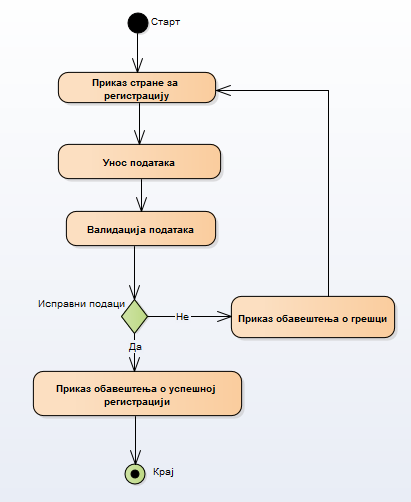 Старт
Приказ стране за
регистрацију
Унос података
Валидација података
Исправни подаци
Не
Приказ обавештења о грешци
Да
Приказ обавештења о успешној
регистрацији
Крај